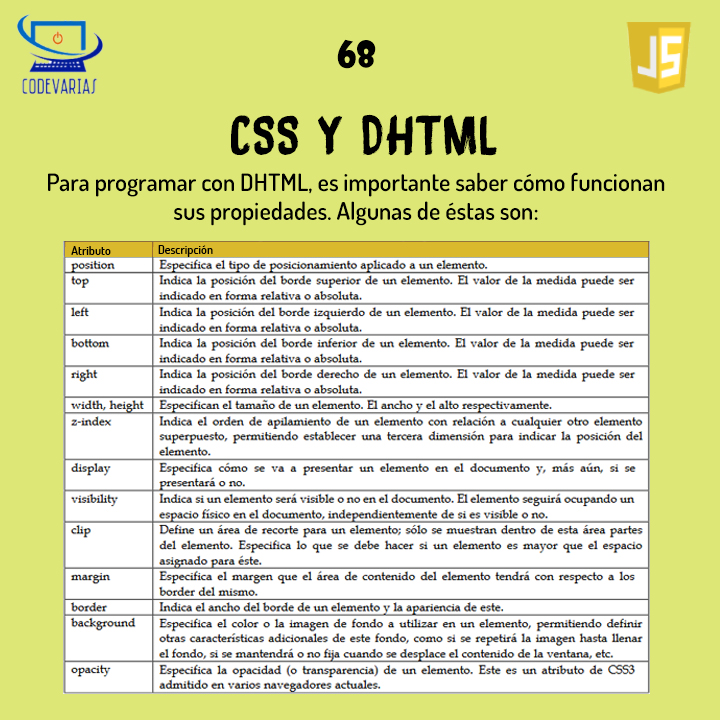 CODEVARIAS
68
JS
CSS Y DHTML
Para programar con DHTML, es importante saber cómo funcionan
sus propiedades. Algunas de éstas son:
Atributo Descripción
position Especifica el tipo de posicionamiento aplicado a un elemento.
top Indica la posición del borde superior de un elemento. El valor de la medida puede ser
indicado en forma relativa o absoluta.
left Indica la posición del borde izquierdo de un elemento. El valor de la medida puede ser
indicado en forma relativa o absoluta.
bottom Indica la posición del borde inferior de un elemento. El valor de la medida puede ser
indicado en forma relativa o absoluta.
right Indica la posición del borde derecho de un elemento. El valor de la medida puede ser
indicado en forma relativa o absoluta.
width, height Especifican el tamaño de un elemento. El ancho y el alto respectivamente.
z-index Indica el orden de apilamiento de un elemento con relación a cualquier otro elemento
superpuesto, permitiendo establecer una tercera dimensión para indicar la posición del
elemento.
display Especifica cómo se va a presentar un elemento en el documento y, más aún, si se
presentará o no.
visibility Indica si un elemento será visible o no en el documento. El elemento seguirá ocupando un
espacio físico en el documento, independientemente de si es visible o no.
clip Define un área de recorte para un elemento; sólo se muestran dentro de esta área partes
del elemento. Especifica lo que se debe hacer si un elemento es mayor que el espacio
asignado para éste.
margin Especifica el margen que el área de contenido del elemento tendrá con respecto a los
border del mismo.
border Indica el ancho del borde de un elemento y la apariencia de este.
background Especifica el color o la imagen de fondo a utilizar en un elemento, permitiendo definir
otras características adicionales de este fondo, como si se repetirá la imagen hasta llenar
el fondo, si se mantendrá o no fija cuando se desplace el contenido de la ventana, etc.
opacity Especifica la opacidad (o transparencia) de un elemento. Este es un atributo de CSS3
admitido en varios navegadores actuales.